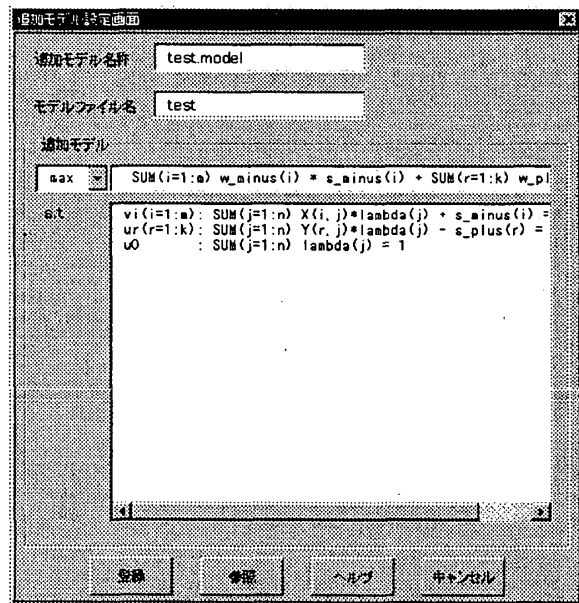 追加モデル設定画面
追加モデル名称 test.model
モデルファイル名 test
追加モデル
max SUM(i=1:m) w_minus(i) * s_minus(i) + SUM(r=1:k) w_pl
s.t vi(i=1:m): SUM(j=1:n) X(i,j)*lambda(j) + s_minus(i) =
ur(r=1:k): SUM(j=1:n) Y(r,j)*lambda(j) - s_plus(r) =
u0 : SUM(j=1:n) lambda(j) = 1
登録 参照 ヘルプ キャンセル